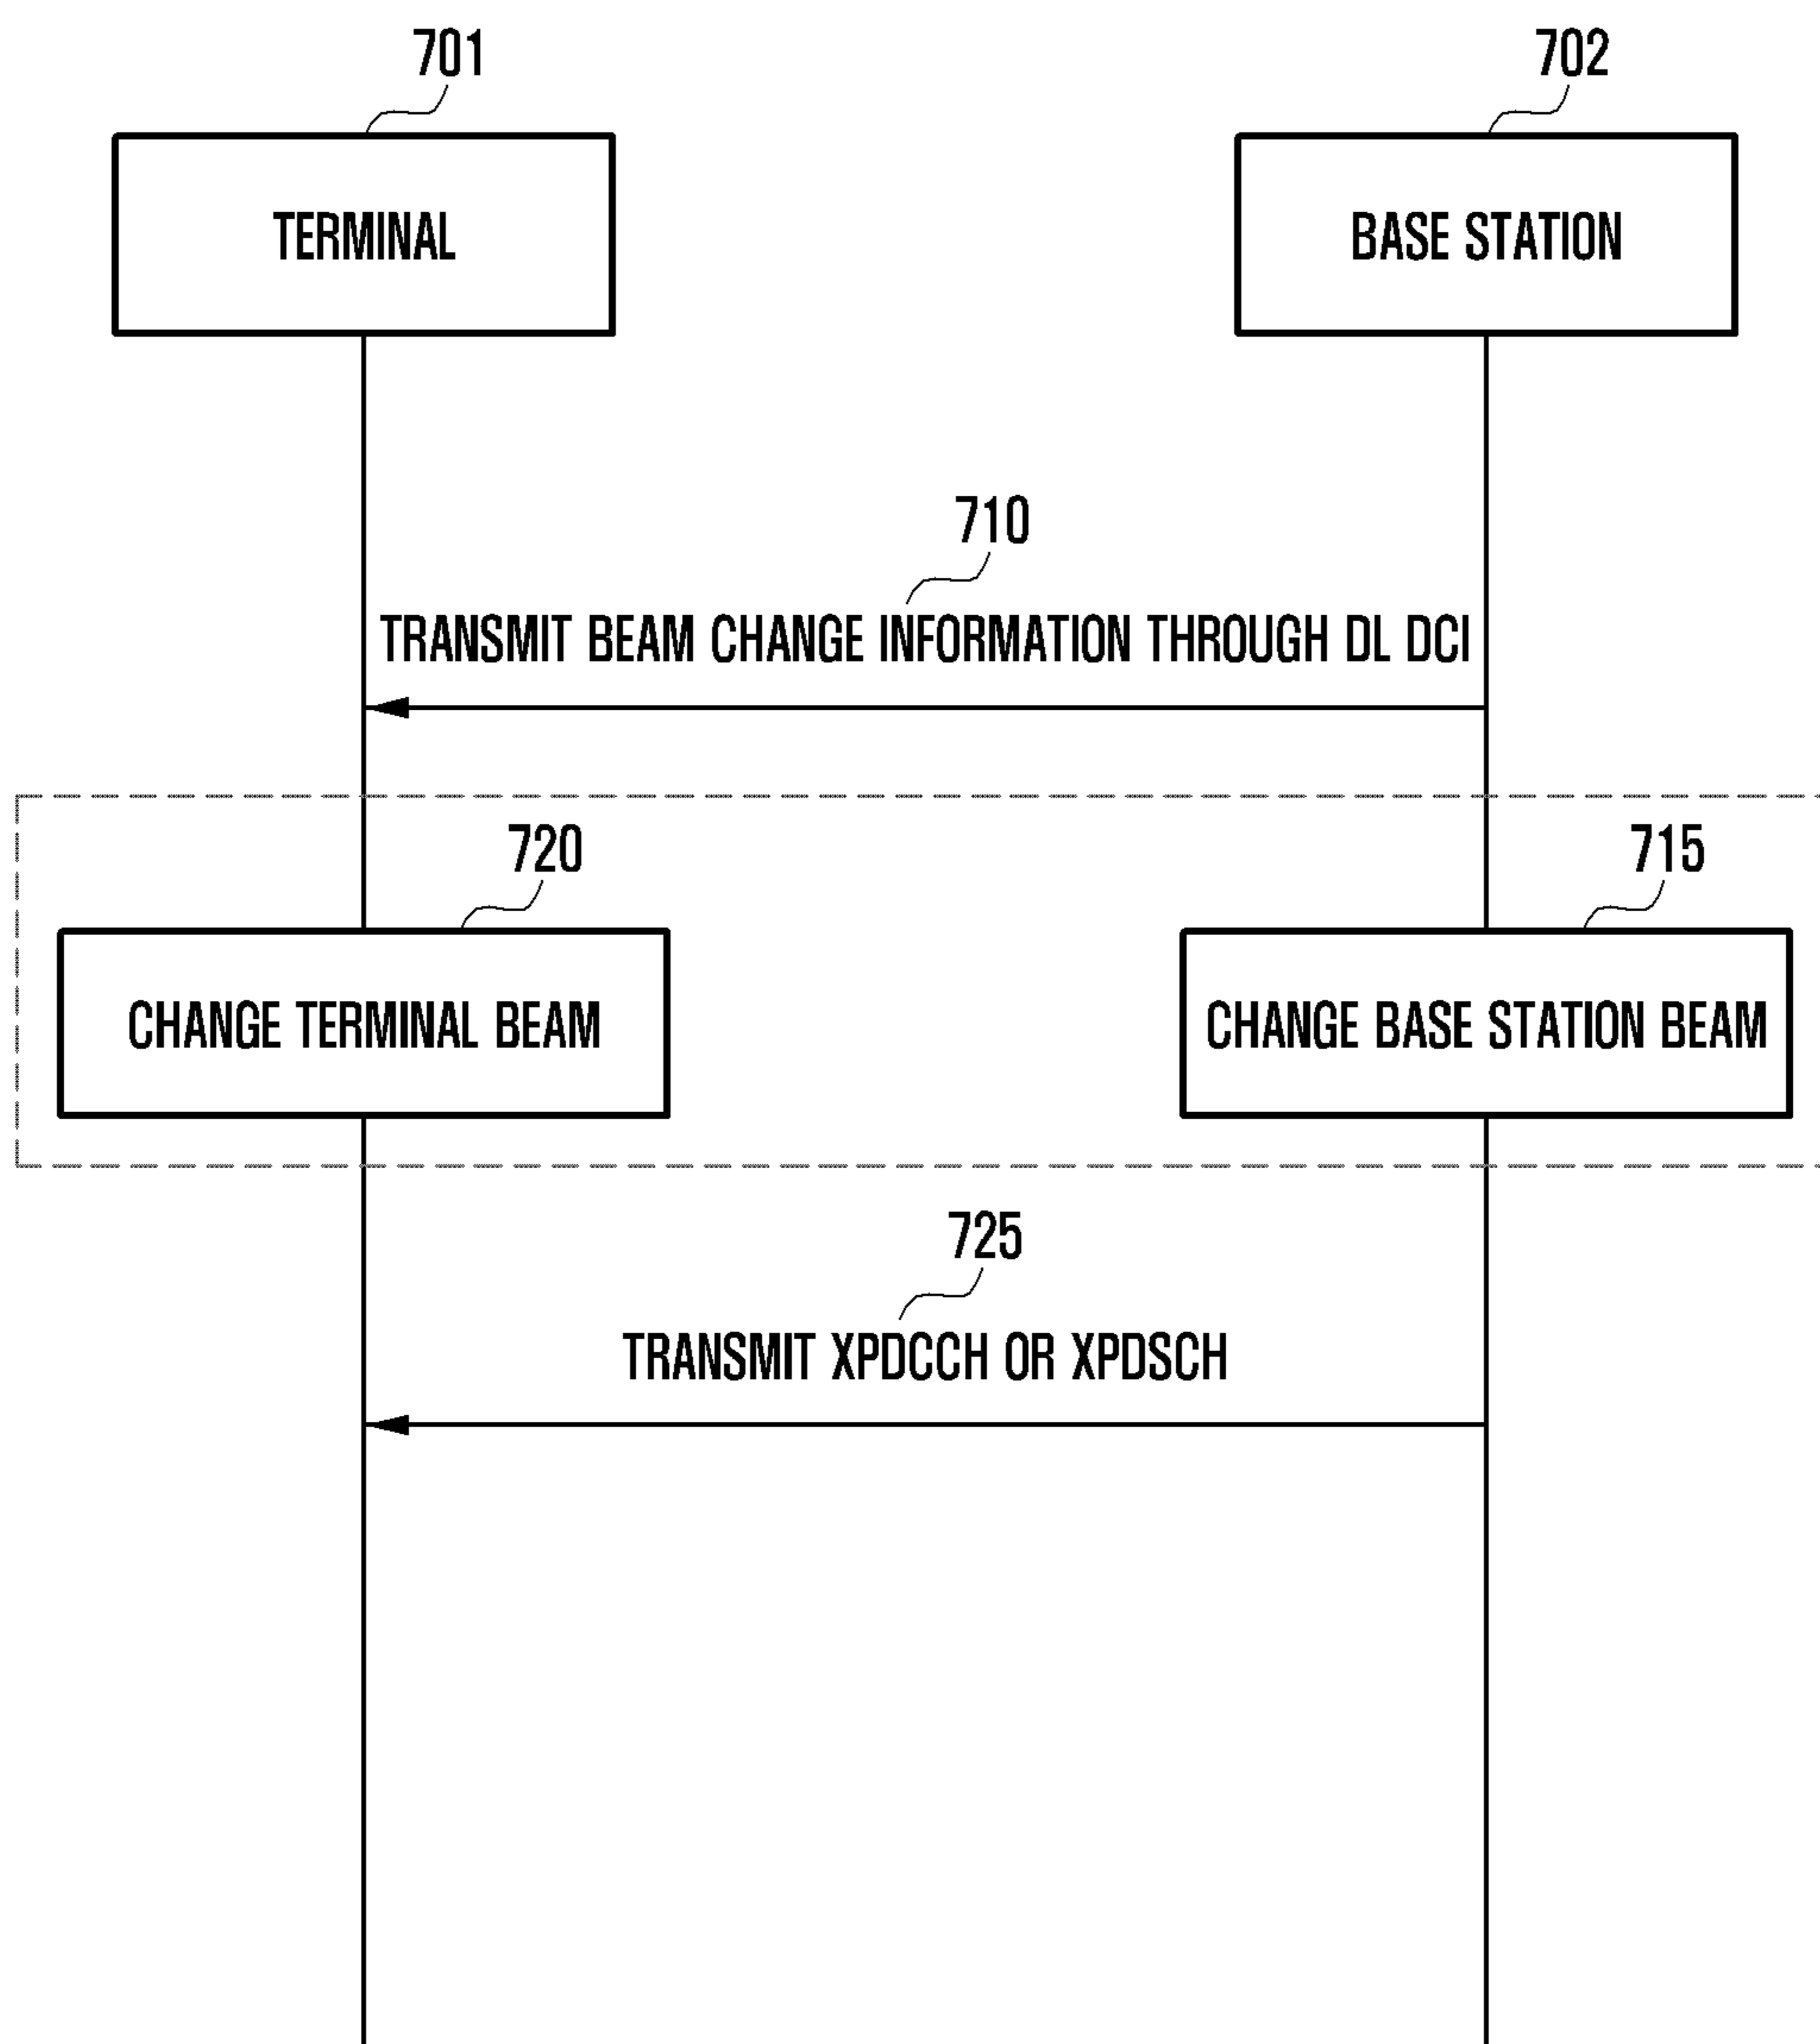 701
702
TERMINAL
BASE STATION
710
TRANSMIT BEAM CHANGE INFORMATION THROUGH DL DCI
720
715
CHANGE TERMINAL BEAM
CHANGE BASE STATION BEAM
725
TRANSMIT XPDCCH OR XPDSCH